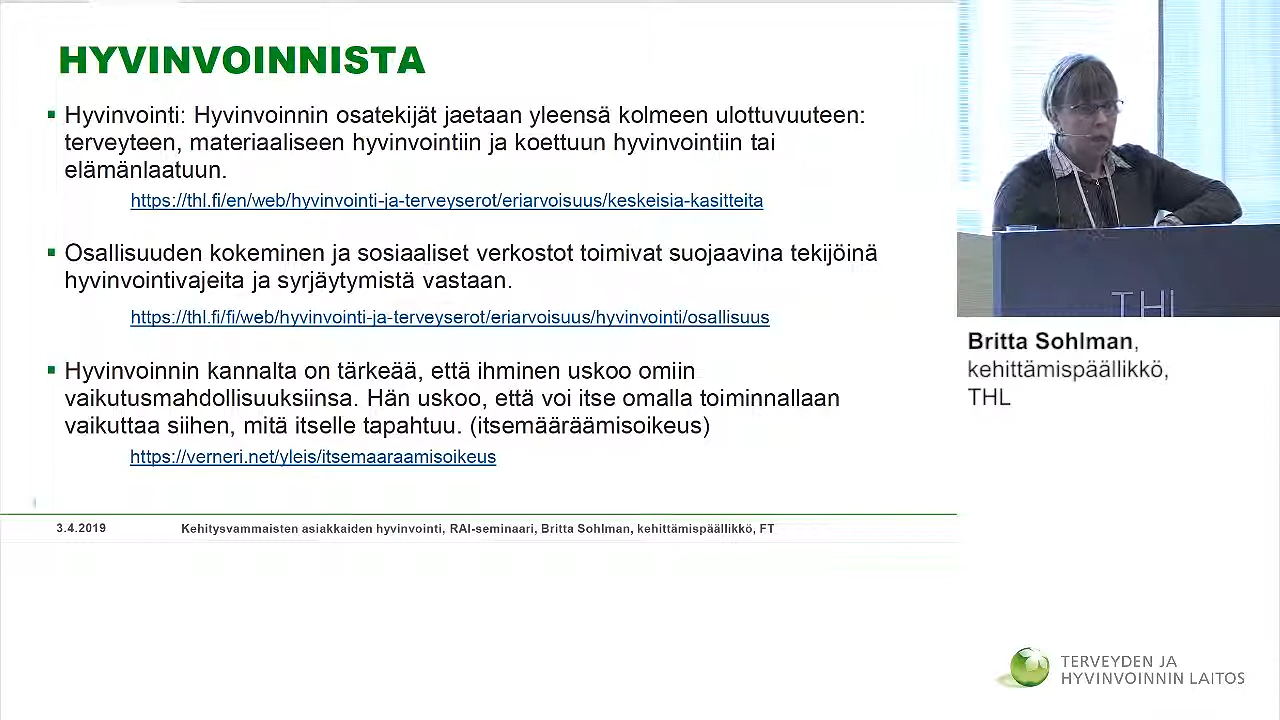 HYVINVOINNISTA
Hyvinvointi: Hyvinvoinnin osatekijät jaetaan yleensä kolmeen ulottuvuuteen:
terveyteen, materiaaliseen hyvinvointiin ja koettuun hyvinvointiin tai
elämänlaatuun.
https://thl.fi/en/web/hyvinvointi-ja-terveyserot/eriarvoisuus/keskeisia-kasitteita
Osallisuuden kokeminen ja sosiaaliset verkostot toimivat suojaavina tekijöinä
hyvinvointivajeita ja syrjäytymistä vastaan.
https://thl.fi/fi/web/hyvinvointi-ja-terveyserot/eriarvoisuus/hyvinvointi/osallisuus
Hyvinvoinnin kannalta on tärkeää, että ihminen uskoo omiin
vaikutusmahdollisuuksiinsa. Hän uskoo, että voi itse omalla toiminnallaan
vaikuttaa siihen, mitä itselle tapahtuu. (itsemääräämisoikeus)
https://verneri.net/yleis/itsemaaraamisoikeus
3.4.2019 Kehitysvammaisten asiakkaiden hyvinvointi, RAI-seminaari, Britta Sohlman, kehittämispäällikkö, FT
THL
Britta Sohlman,
kehittämispäällikkö,
THL
TERVEYDEN JA
HYVINVOINNIN LAITOS